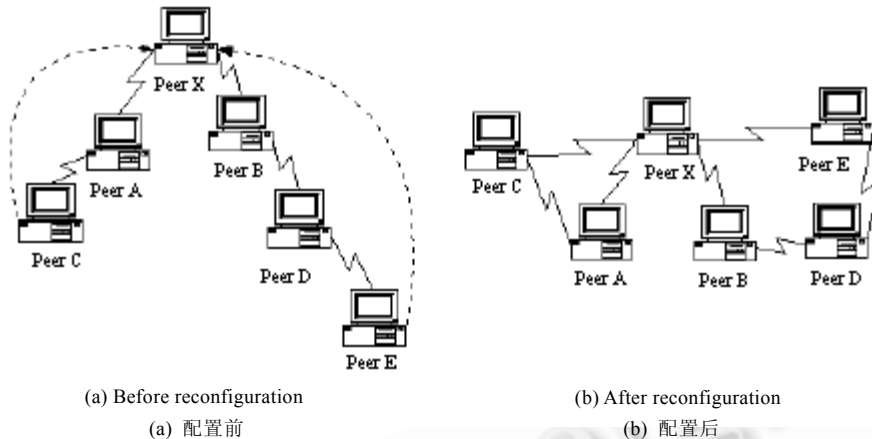 Peer X
Peer A
Peer B
Peer C
Peer D
Peer E
(a) Before reconfiguration
(a) 配置前
Peer C
Peer X
Peer E
Peer A
Peer B
Peer D
(b) After reconfiguration
(b) 配置后